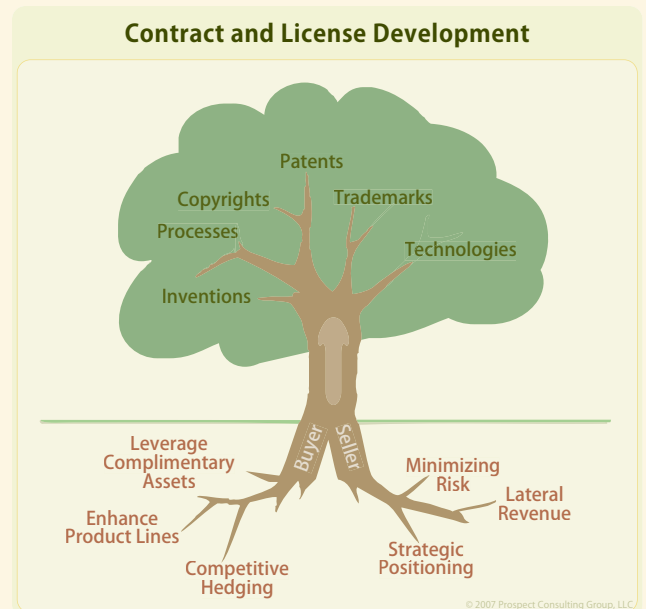 Contract and License Development
Patents
Copyrights
Trademarks
Processes
Technologies
Inventions
Buyer
Seller
Leverage
Complimentary
Assets
Enhance
Product Lines
Competitive
Hedging
Minimizing
Risk
Lateral
Revenue
Strategic
Positioning
© 2007 Prospect Consulting Group, LLC